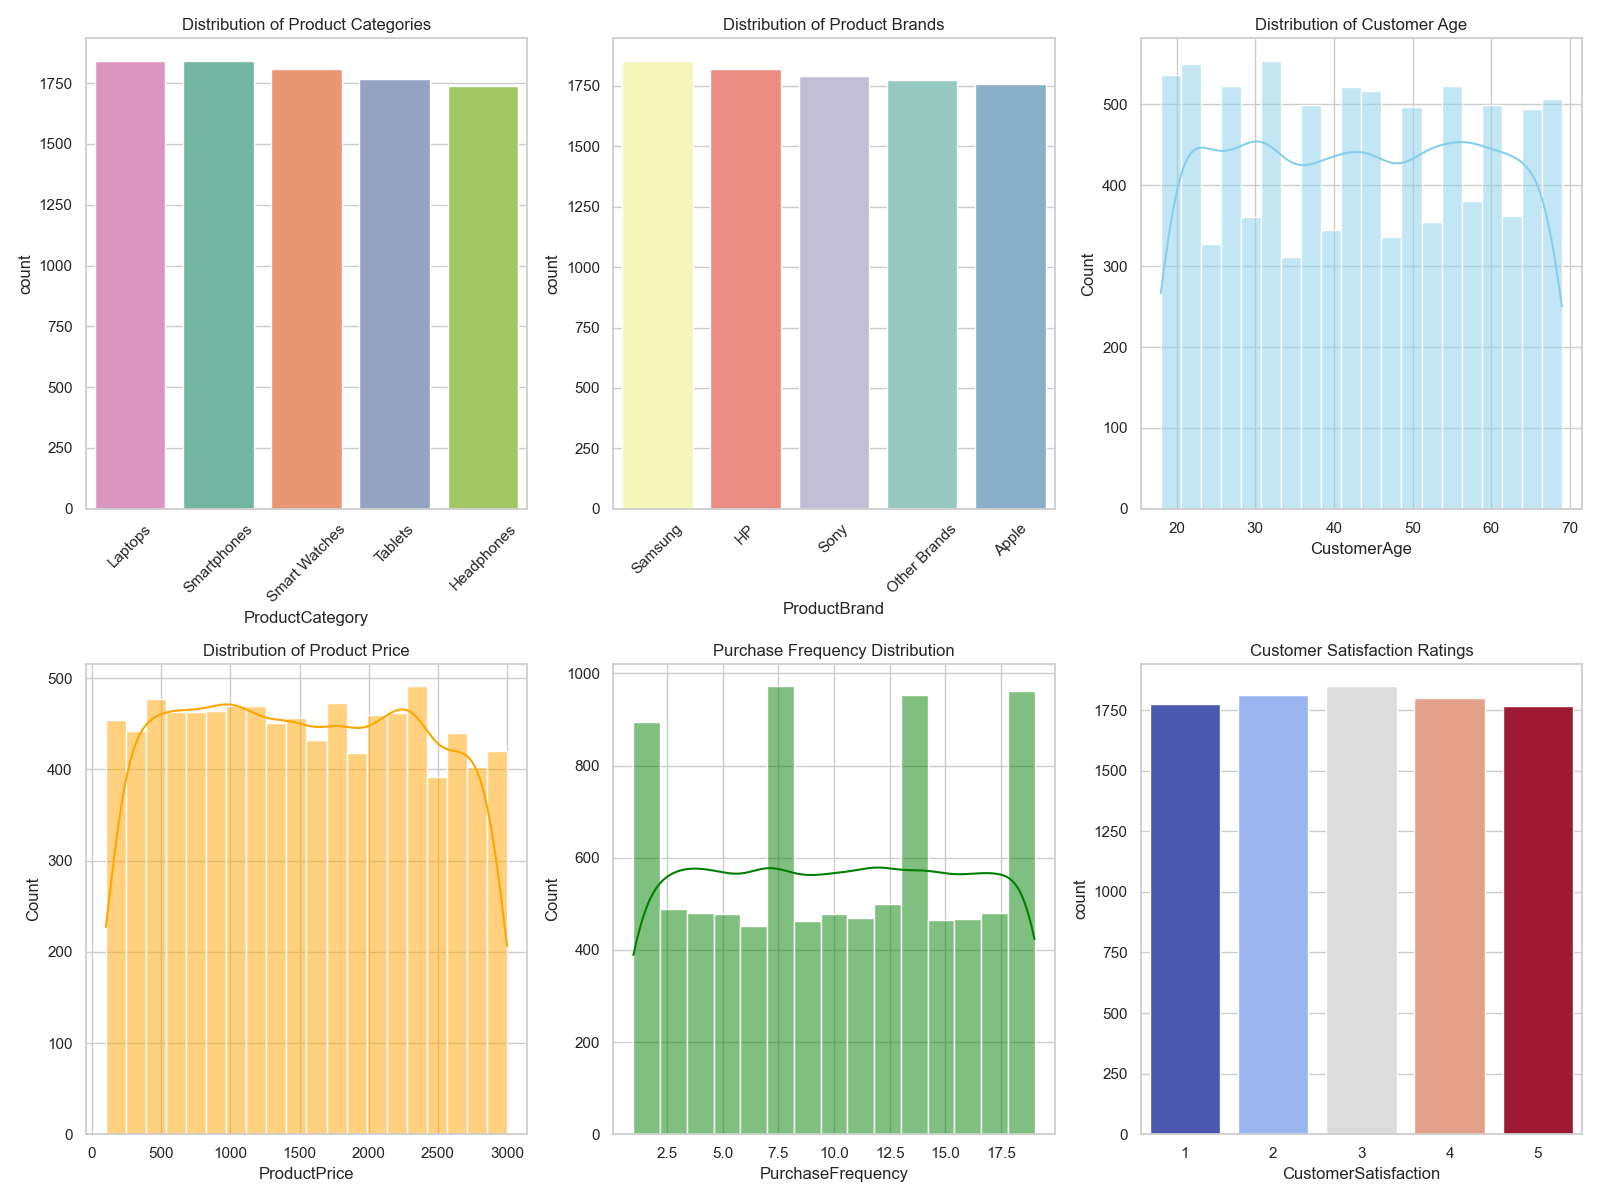 Distribution of Product Categories
count
1750
1500
1250
1000
750
500
250
0
Laptops
Smartphones
Smart Watches
Tablets
Headphones
ProductCategory
Distribution of Product Brands
count
1750
1500
1250
1000
750
500
250
0
Samsung
HP
Sony
Other Brands
Apple
ProductBrand
Distribution of Customer Age
Count
500
400
300
200
100
0
20 30 40 50 60 70
CustomerAge
Distribution of Product Price
Count
500
400
300
200
100
0
0 500 1000 1500 2000 2500 3000
ProductPrice
Purchase Frequency Distribution
Count
1000
800
600
400
200
0
2.5 5.0 7.5 10.0 12.5 15.0 17.5
PurchaseFrequency
Customer Satisfaction Ratings
count
1750
1500
1250
1000
750
500
250
0
1 2 3 4 5
CustomerSatisfaction